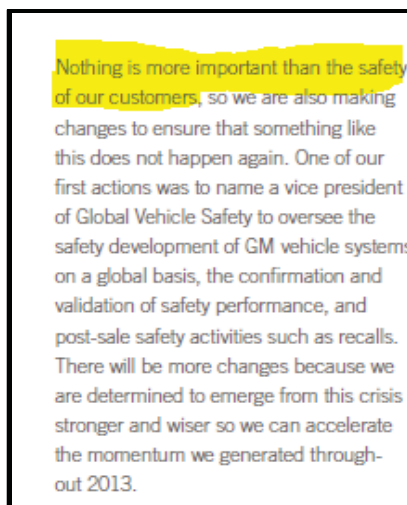 Nothing is more important than the safety
of our customers, so we are also making
changes to ensure that something like
this does not happen again. One of our
first actions was to name a vice president
of Global Vehicle Safety to oversee the
safety development of GM vehicle systems
on a global basis, the confirmation and
validation of safety performance, and
post-sale safety activities such as recalls.
There will be more changes because we
are determined to emerge from this crisis
stronger and wiser so we can accelerate
the momentum we generated through-
out 2013.